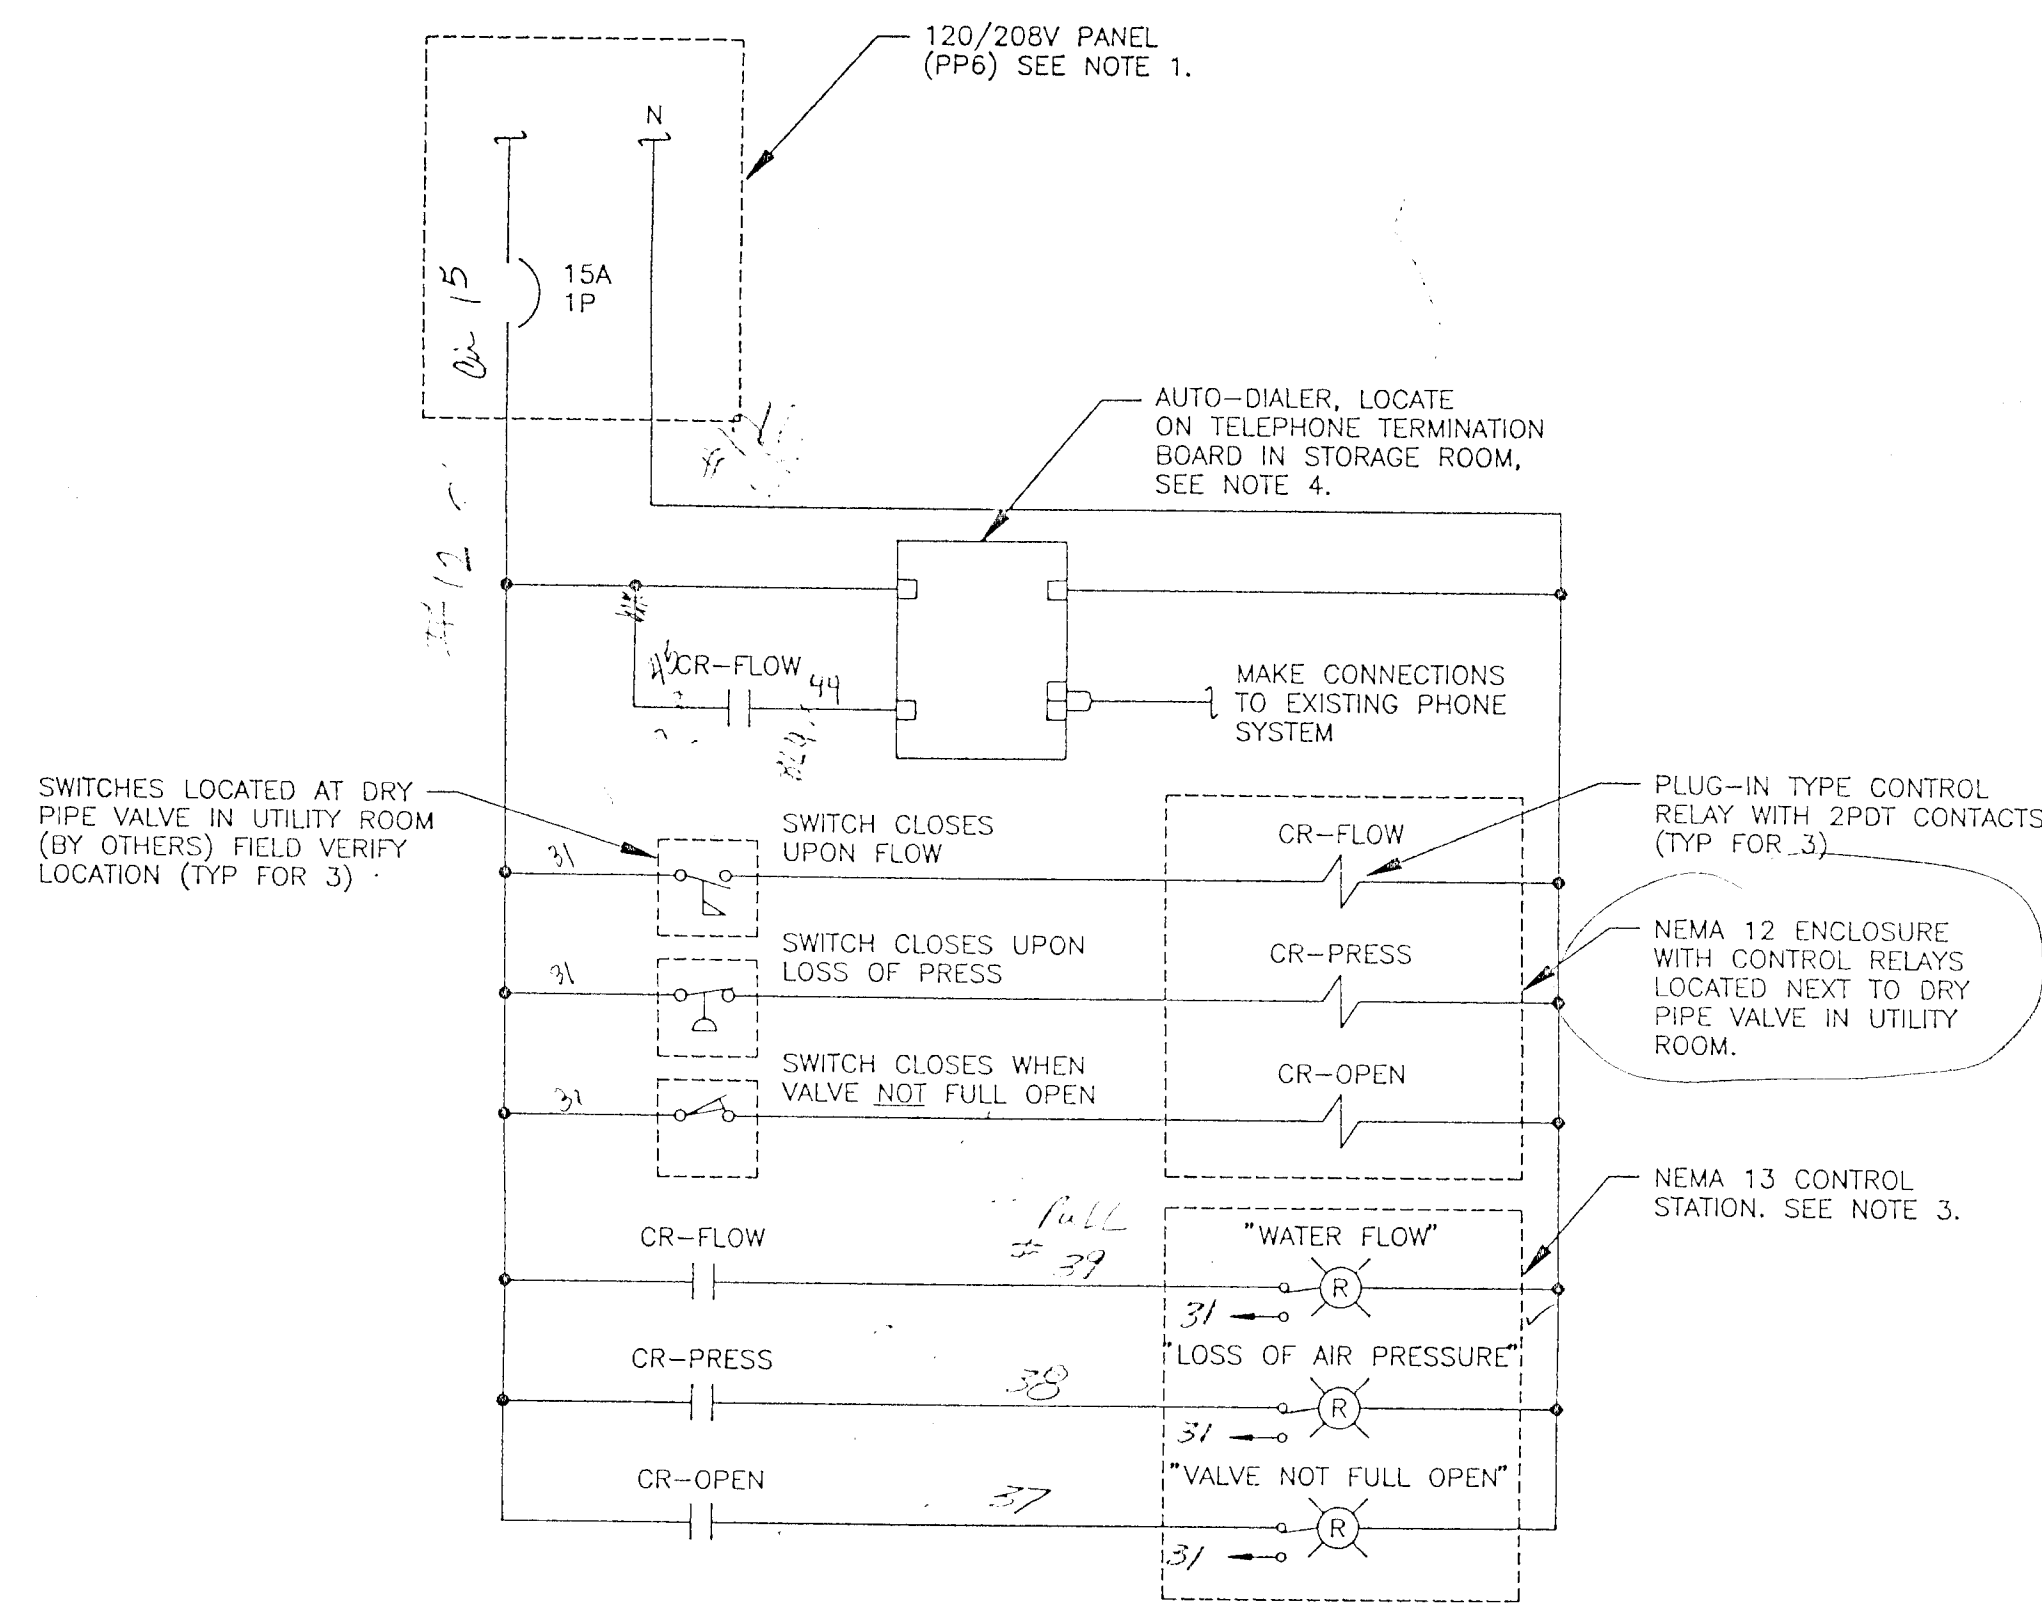 120/208V PANEL
(PP6) SEE NOTE 1.
N
15A
1P
15
AUTO-DIALER, LOCATE
ON TELEPHONE TERMINATION
BOARD IN STORAGE ROOM,
SEE NOTE 4.
#12
CR-FLOW
44
MAKE CONNECTIONS
TO EXISTING PHONE
SYSTEM
SWITCHES LOCATED AT DRY
PIPE VALVE IN UTILITY ROOM
(BY OTHERS) FIELD VERIFY
LOCATION (TYP FOR 3)
31
SWITCH CLOSES
UPON FLOW
CR-FLOW
PLUG-IN TYPE CONTROL
RELAY WITH 2PDT CONTACTS
(TYP FOR 3)
31
SWITCH CLOSES UPON
LOSS OF PRESS
CR-PRESS
NEMA 12 ENCLOSURE
WITH CONTROL RELAYS
LOCATED NEXT TO DRY
PIPE VALVE IN UTILITY
ROOM.
31
SWITCH CLOSES WHEN
VALVE NOT FULL OPEN
CR-OPEN
NEMA 13 CONTROL
STATION. SEE NOTE 3.
CR-FLOW
Pull
# 39
"WATER FLOW"
R
31
CR-PRESS
38
"LOSS OF AIR PRESSURE"
R
31
CR-OPEN
37
"VALVE NOT FULL OPEN"
R
31